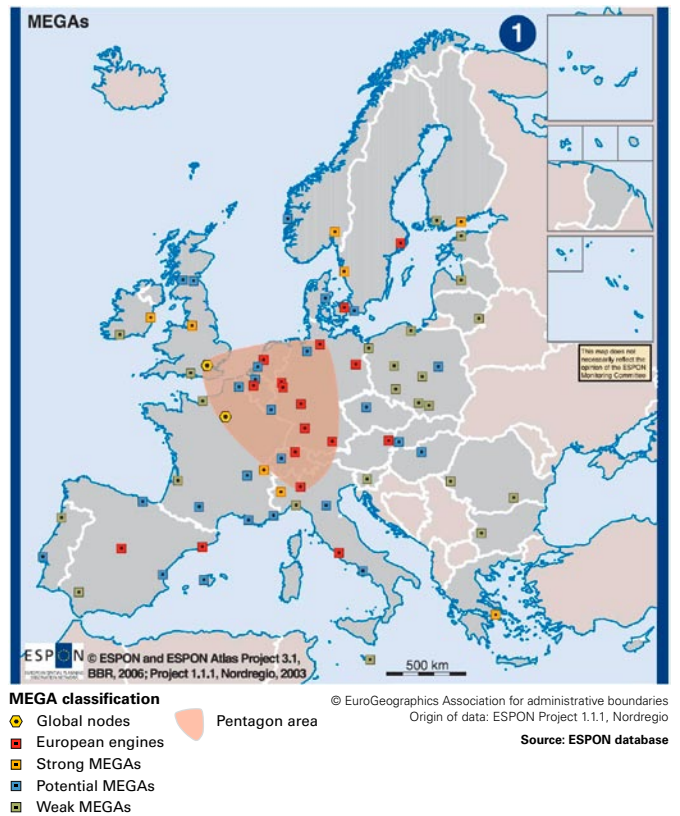 MEGAs
1
This map does not
necessarily reflect the
opinion of the ESPON
Monitoring Committee
500 km
ESPON
© ESPON and ESPON Atlas Project 3.1,
BBR, 2006; Project 1.1.1, Nordregio, 2003
MEGA classification
Global nodes
European engines
Strong MEGAs
Potential MEGAs
Weak MEGAs
Pentagon area
© EuroGeographics Association for administrative boundaries
Origin of data: ESPON Project 1.1.1, Nordregio
Source: ESPON database